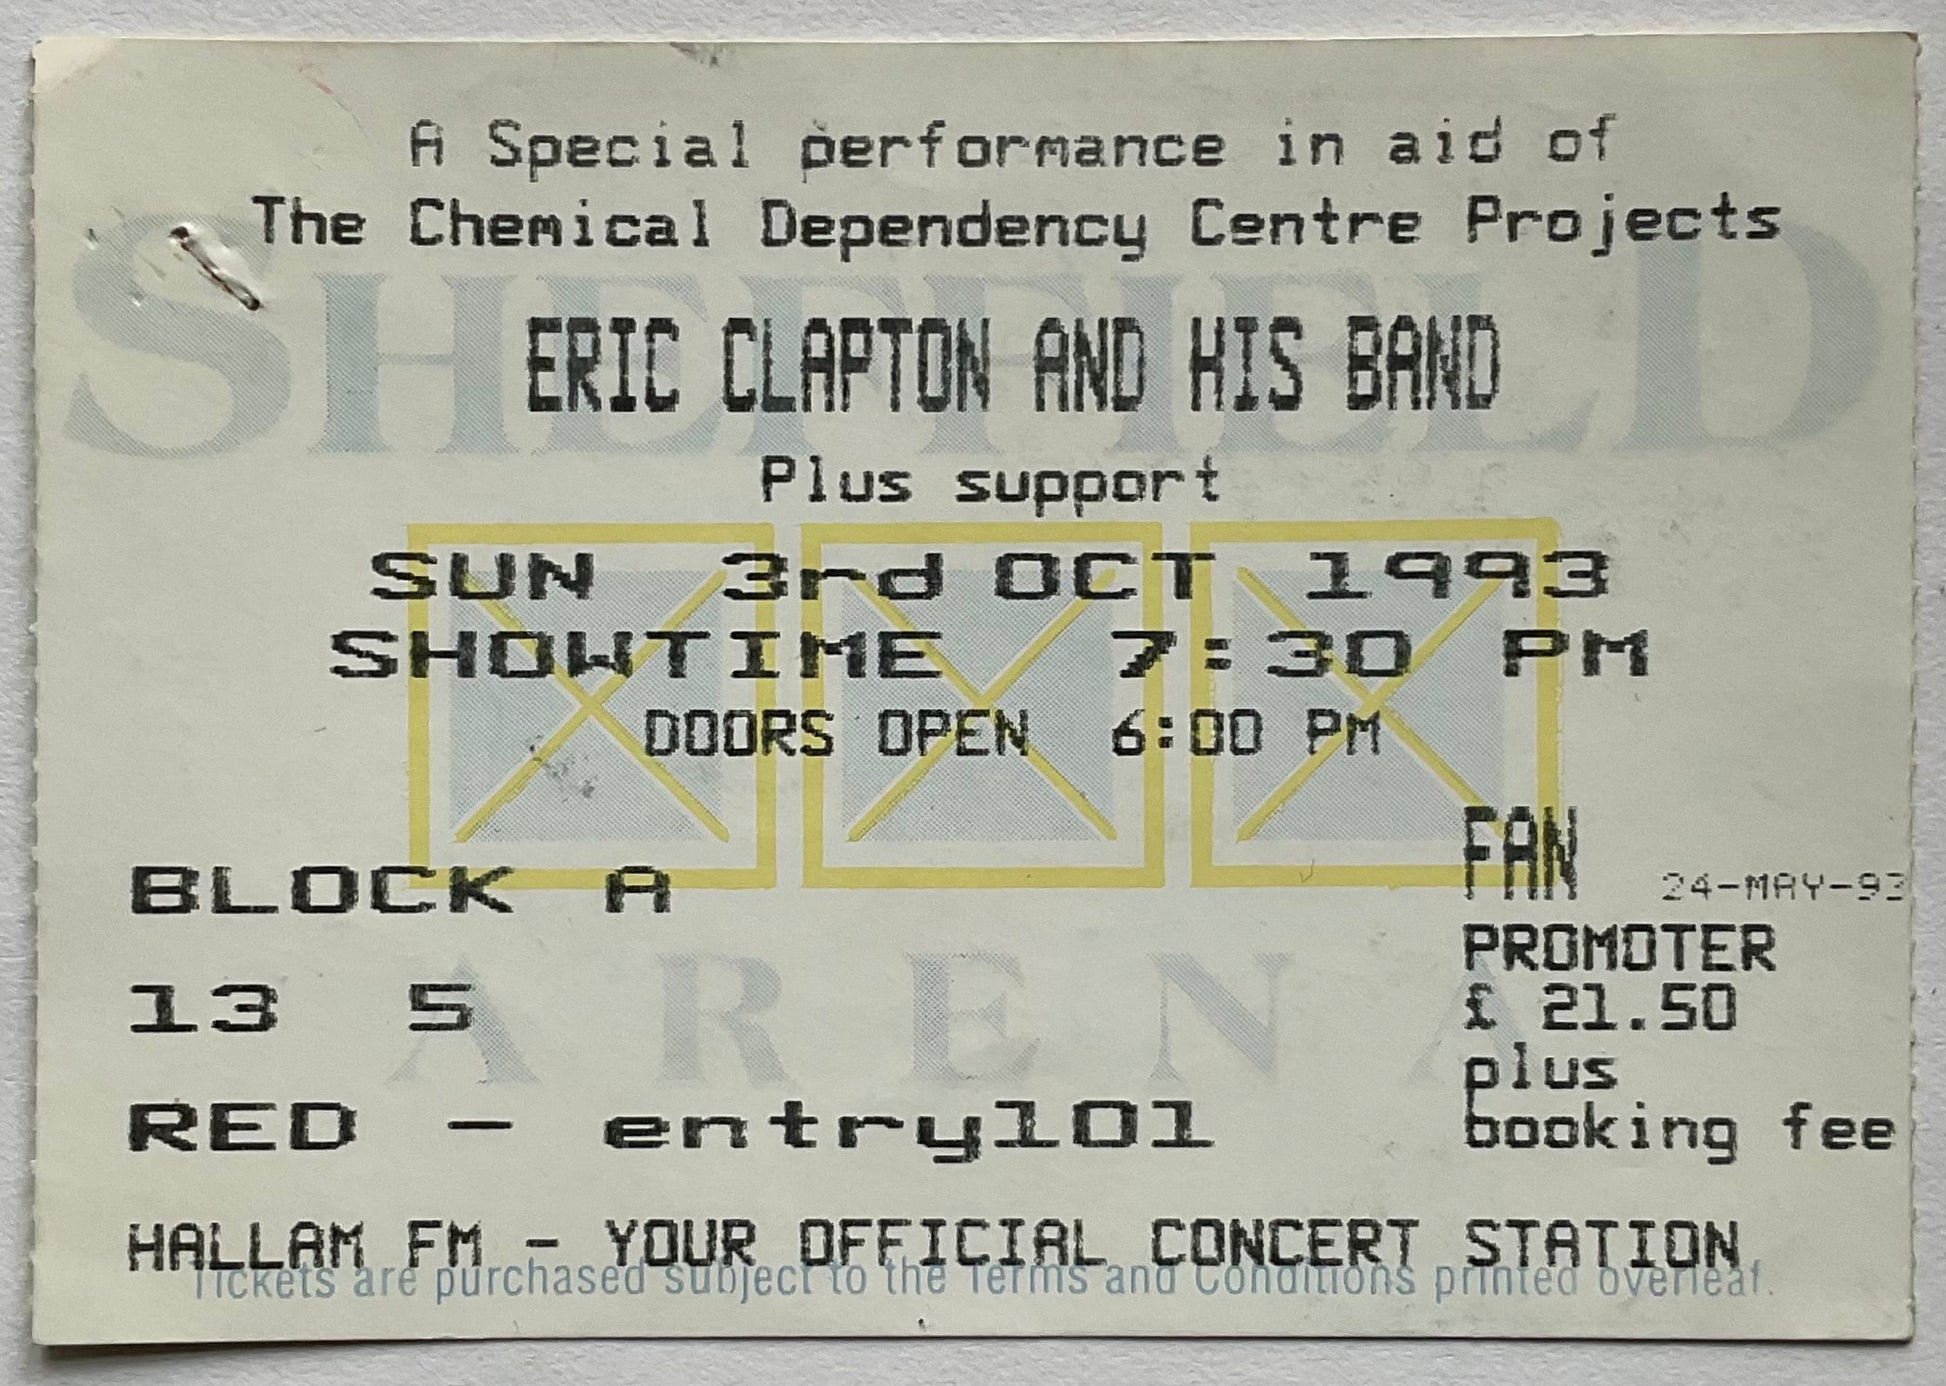 A Special performance in aid of
The Chemical Dependency Centre Projects
SHEFFIELD
ERIC CLAPTON AND HIS BAND
Plus support
SUN 3rd OCT 1993
SHOWTIME 7:30 PM
DOORS OPEN 6:00 PM
FAN 24-MAY-93
BLOCK A
PROMOTER
ARENA
13 5 £ 21.50
plus
RED - entry101 booking fee
HALLAM FM - YOUR OFFICIAL CONCERT STATION
Tickets are purchased subject to the Terms and Conditions printed overleaf.